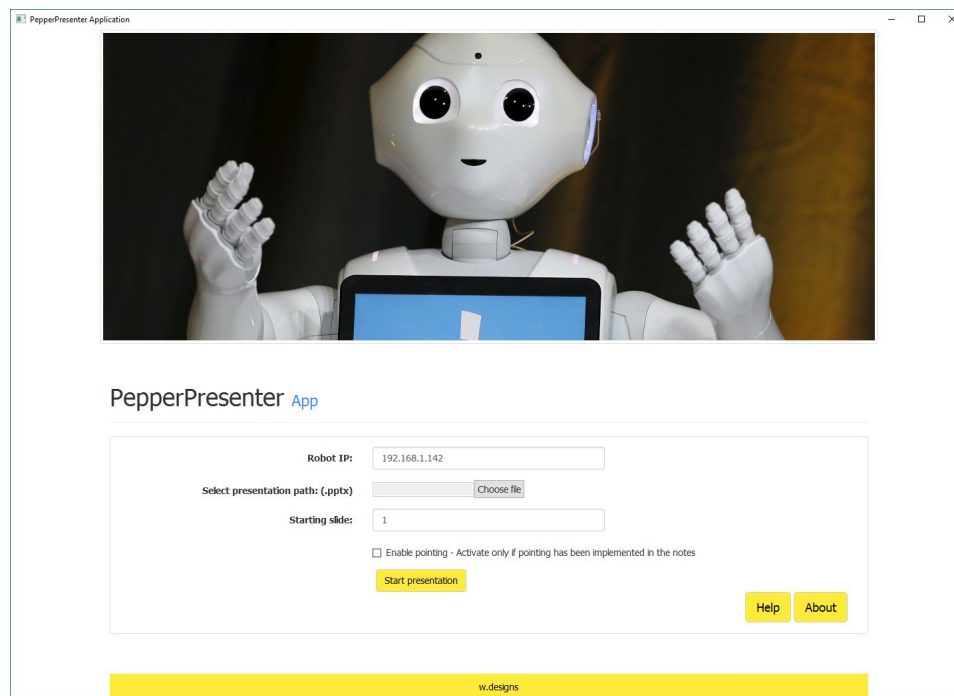 PepperPresenter Application
PepperPresenter App
Robot IP: 192.168.1.142
Select presentation path: (.pptx) Choose file
Starting slide: 1
Enable pointing - Activate only if pointing has been implemented in the notes
Start presentation
Help About
w.designs